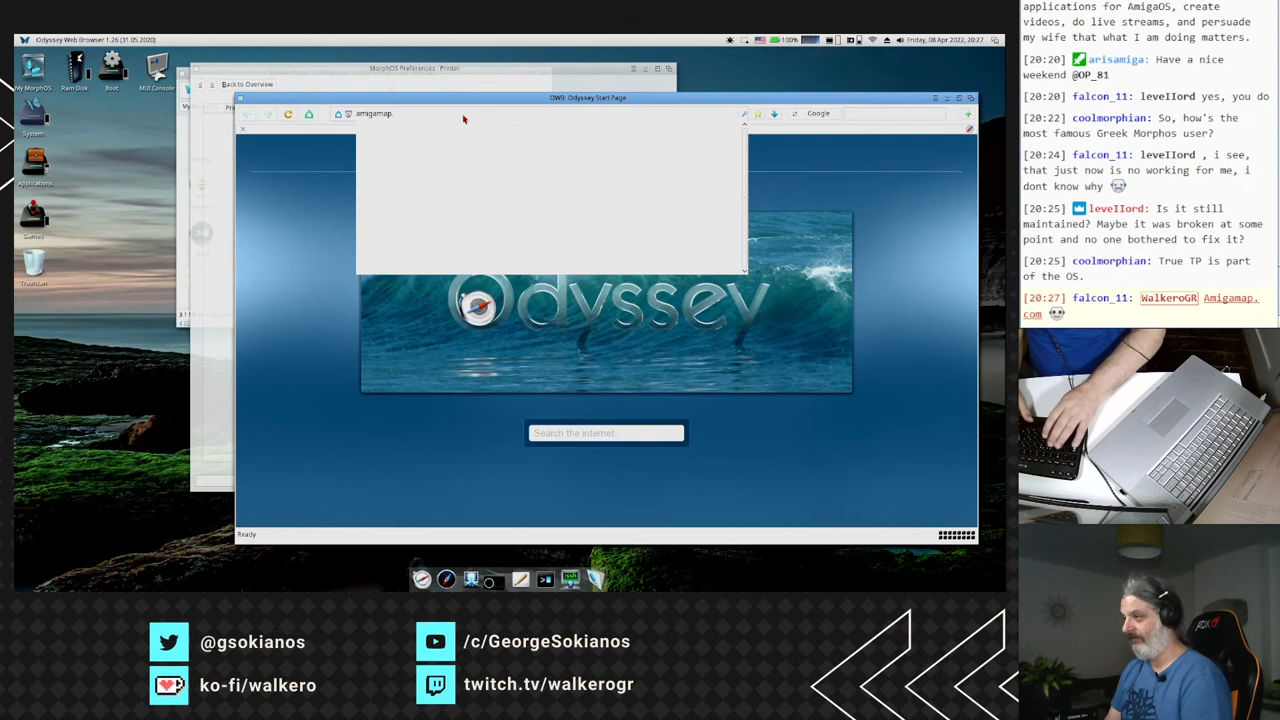 Odyssey Web Browser 1.26 (31.05.2020)
100%
Friday, 08 Apr 2022, 20:27
My MorphOS
Ram Disk
Boot
MUI Console
System
Applications
Games
Trashcan
MorphOS Preferences · Printer
Back to Overview
OWB: Odyssey Start Page
amigamap.
Google
Odyssey
Search the internet...
Ready
ssh
applications for AmigaOS, create
videos, do live streams, and persuade
my wife that what I am doing matters.
[20:20] arisamiga: Have a nice
weekend @OP_81
[20:20] falcon_11: leveIIord yes, you do
[20:22] falcon_11: So, how's the
most famous Greek Morphos user?
[20:24] falcon_11: leveIIord , i see,
that just now is no working for me, i
dont know why
[20:25] leveIIord: Is it still
maintained? Maybe it was broken at some
point and no one bothered to fix it?
[20:25] coolmorphian: True TP is part
of the OS.
[20:27] falcon_11: WalkeroGR Amigamap.
com
@gsokianos
/c/GeorgeSokianos
ko-fi/walkero
twitch.tv/walkerogr